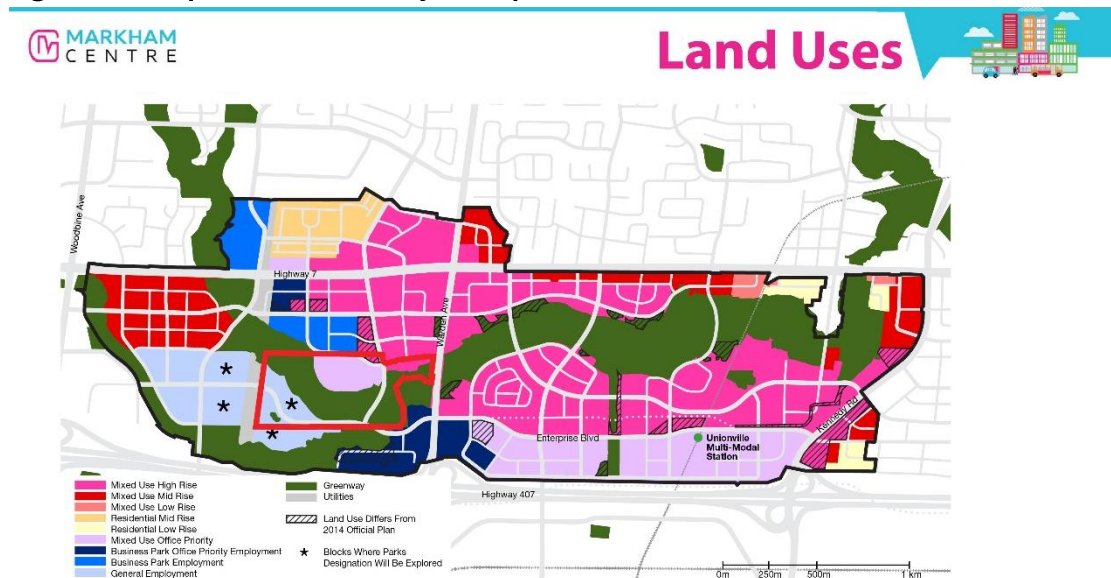 MARKHAM
CENTRE
Land Uses
Woodbine Ave
Highway 7
Warden Ave
Kennedy Rd
Enterprise Blvd
Unionville
Multi-Modal
Station
Highway 407
Mixed Use High Rise
Mixed Use Mid Rise
Mixed Use Low Rise
Residential Mid Rise
Residential Low Rise
Mixed Use Office Priority
Business Park Office Priority Employment
Business Park Employment
General Employment
Greenway
Utilities
Land Use Differs From
2014 Official Plan
Blocks Where Parks
Designation Will Be Explored
0m 250m 500m 1 km